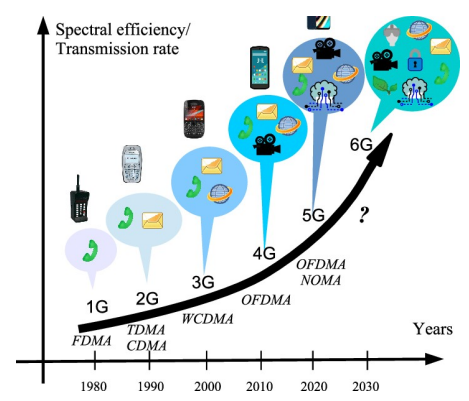 Spectral efficiency/
Transmission rate
6G
5G
?
4G
3G
2G
1G
OFDMA
NOMA
OFDMA
WCDMA
TDMA
CDMA
FDMA
Years
1980 1990 2000 2010 2020 2030